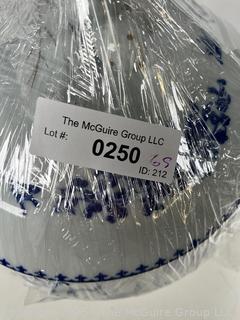 The McGuire Group LLC
Lot #:
0250
69
ID: 212